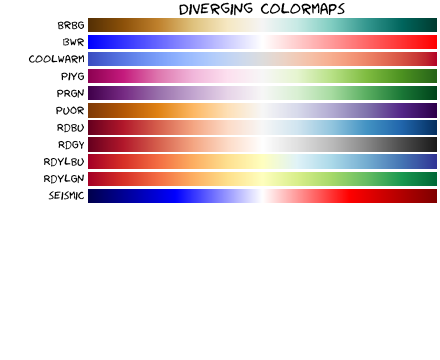 DIVERGING COLORMAPS
BRBG
BWR
COOLWARM
PIYG
PRGN
PUOR
RDBU
RDGY
RDYLBU
RDYLGN
SEISMIC